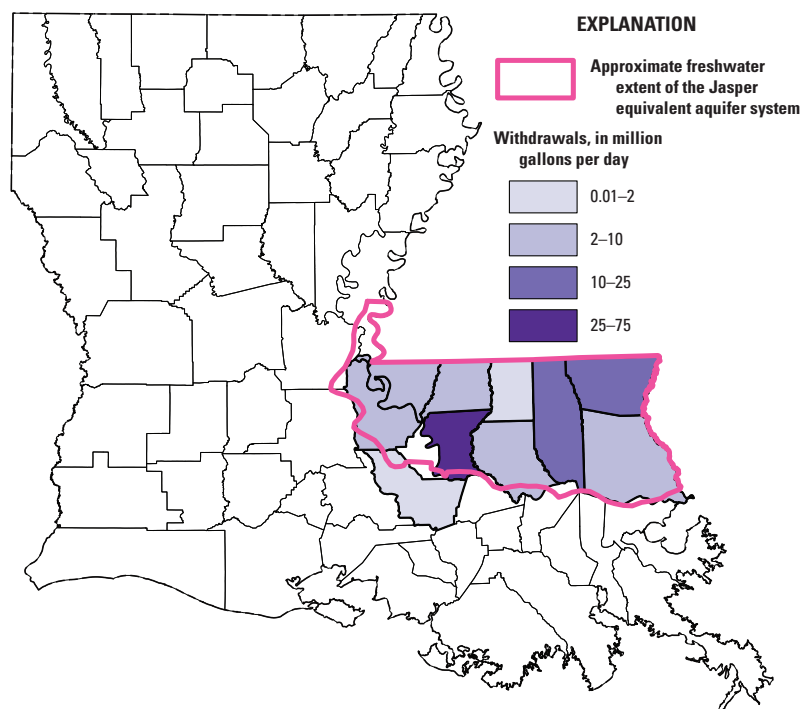 EXPLANATION
Approximate freshwater
extent of the Jasper
equivalent aquifer system
Withdrawals, in million
gallons per day
0.01–2
2–10
10–25
25–75